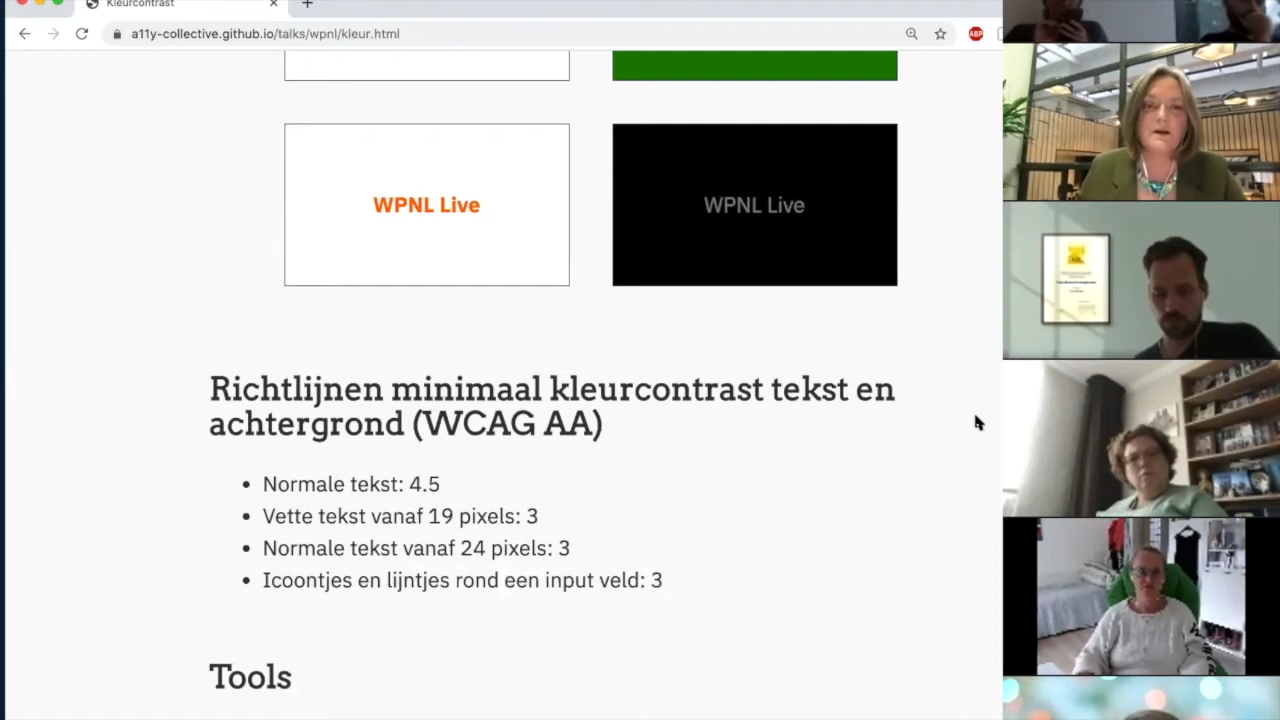 Kleurcontrast
a11y-collective.github.io/talks/wpnl/kleur.html
ABP
WPNL Live
WPNL Live
Richtlijnen minimaal kleurcontrast tekst en
achtergrond (WCAG AA)
Normale tekst: 4.5
Vette tekst vanaf 19 pixels: 3
Normale tekst vanaf 24 pixels: 3
Icoontjes en lijntjes rond een input veld: 3
Tools